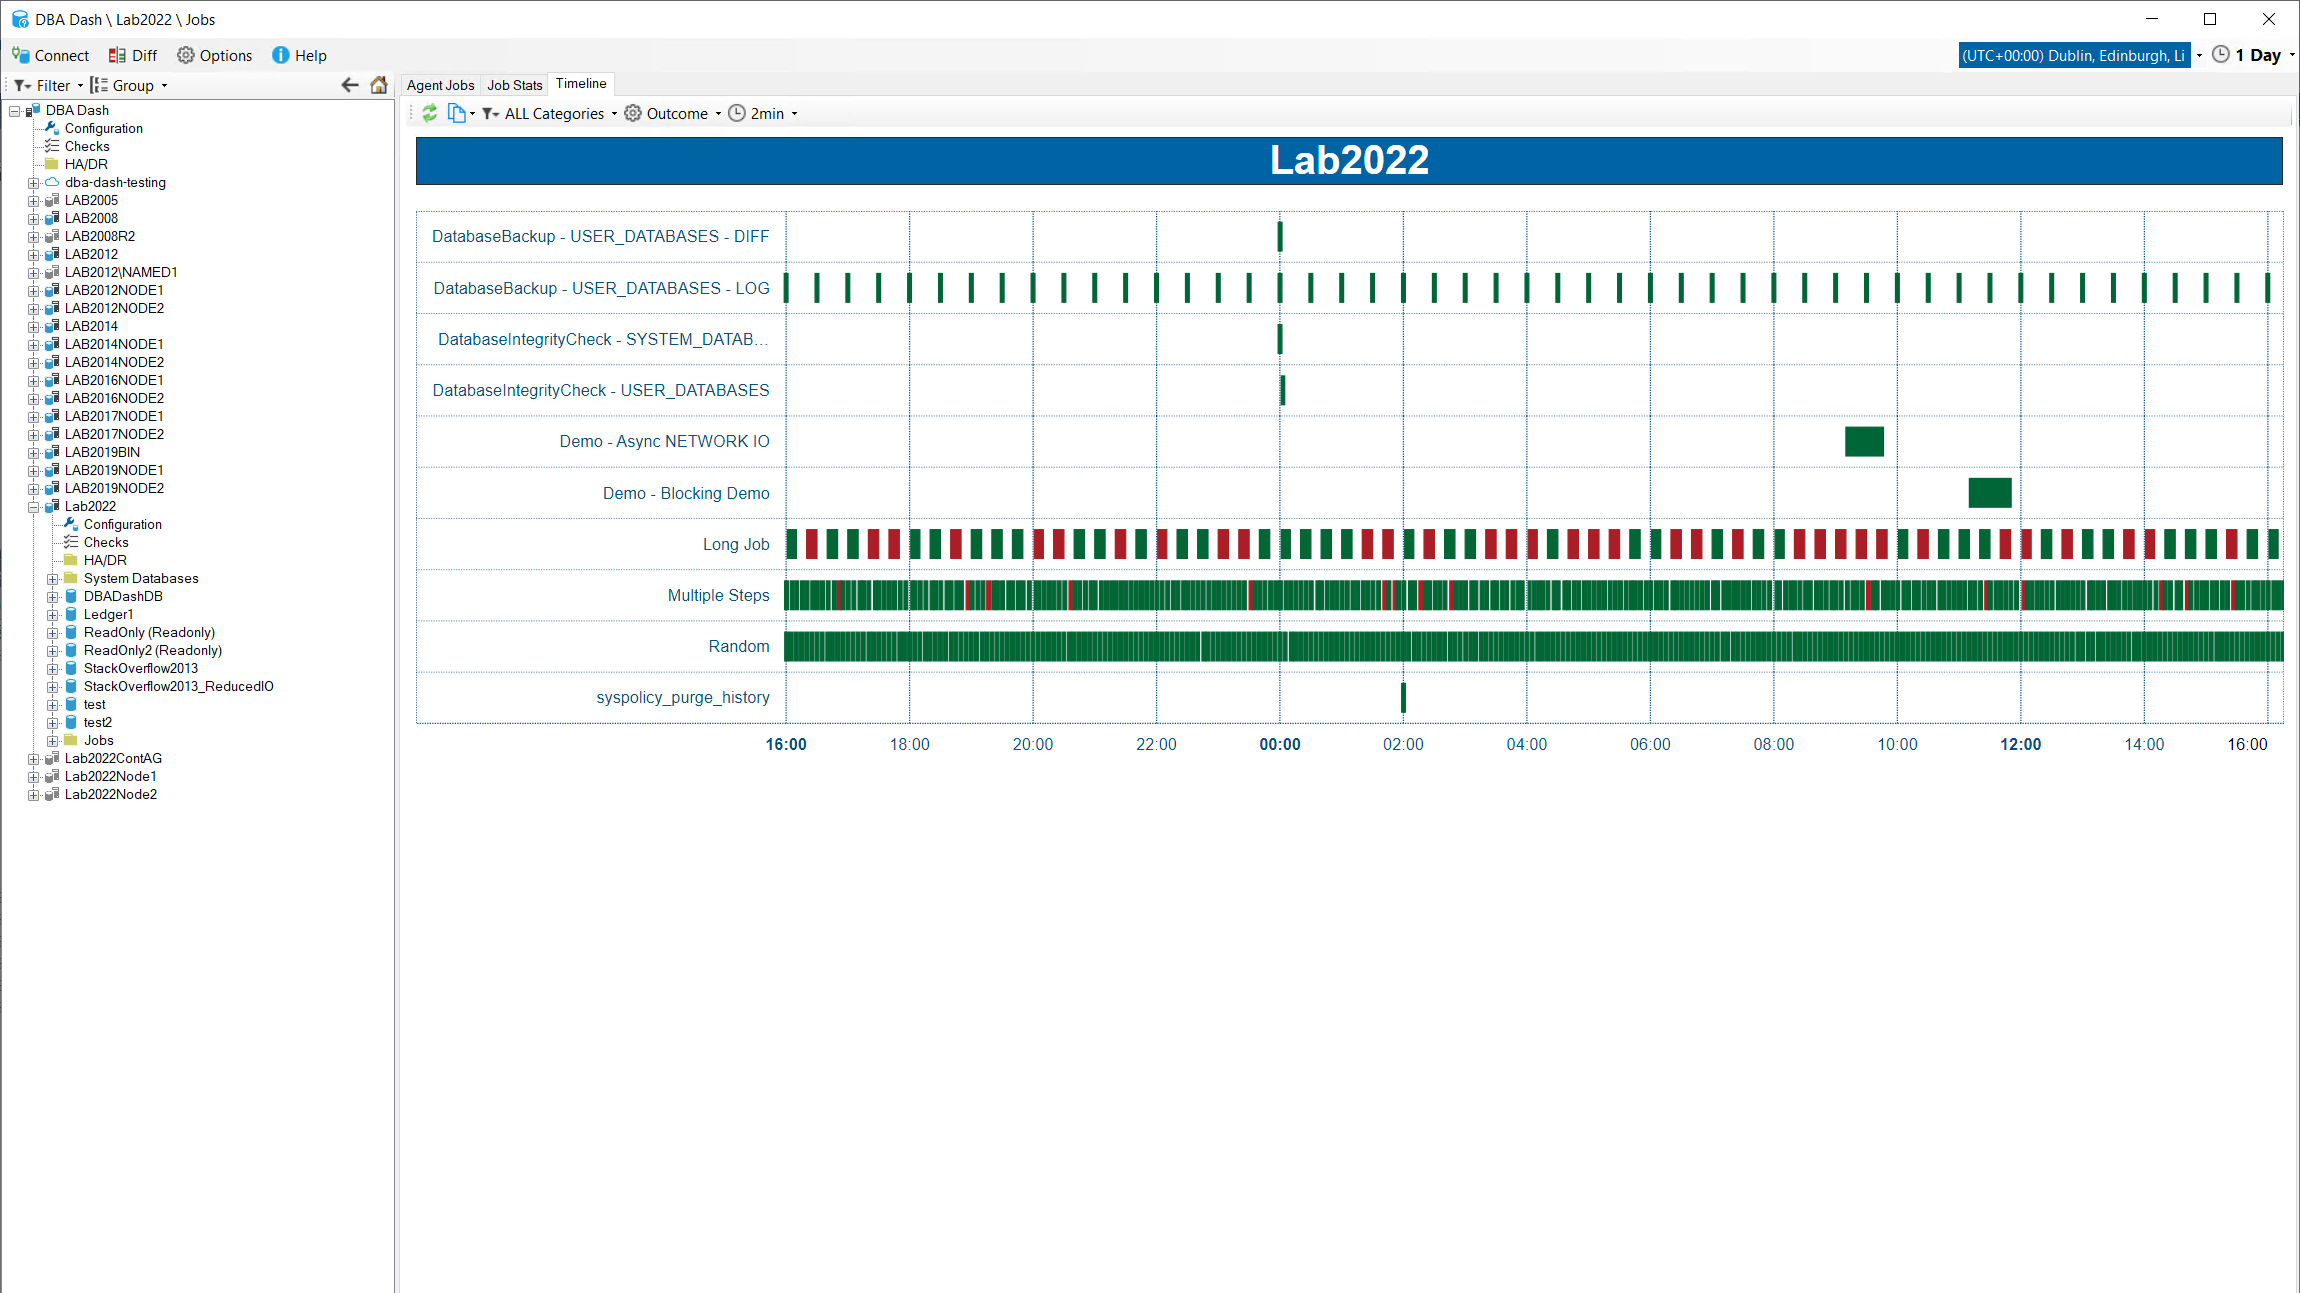 DBA Dash \ Lab2022 \ Jobs
Connect Diff Options Help
(UTC+00:00) Dublin, Edinburgh, Li 1 Day
Filter Group
Agent Jobs Job Stats Timeline
ALL Categories Outcome 2min
DBA Dash
Configuration
Checks
HA/DR
dba-dash-testing
LAB2005
LAB2008
LAB2008R2
LAB2012
LAB2012\NAMED1
LAB2012NODE1
LAB2012NODE2
LAB2014
LAB2014NODE1
LAB2014NODE2
LAB2016NODE1
LAB2016NODE2
LAB2017NODE1
LAB2017NODE2
LAB2019BIN
LAB2019NODE1
LAB2019NODE2
Lab2022
Configuration
Checks
HA/DR
System Databases
DBADashDB
Ledger1
ReadOnly (Readonly)
ReadOnly2 (Readonly)
StackOverflow2013
StackOverflow2013_ReducedIO
test
test2
Jobs
Lab2022ContAG
Lab2022Node1
Lab2022Node2
Lab2022
DatabaseBackup - USER_DATABASES - DIFF
DatabaseBackup - USER_DATABASES - LOG
DatabaseIntegrityCheck - SYSTEM_DATAB...
DatabaseIntegrityCheck - USER_DATABASES
Demo - Async NETWORK IO
Demo - Blocking Demo
Long Job
Multiple Steps
Random
syspolicy_purge_history
16:00 18:00 20:00 22:00 00:00 02:00 04:00 06:00 08:00 10:00 12:00 14:00 16:00